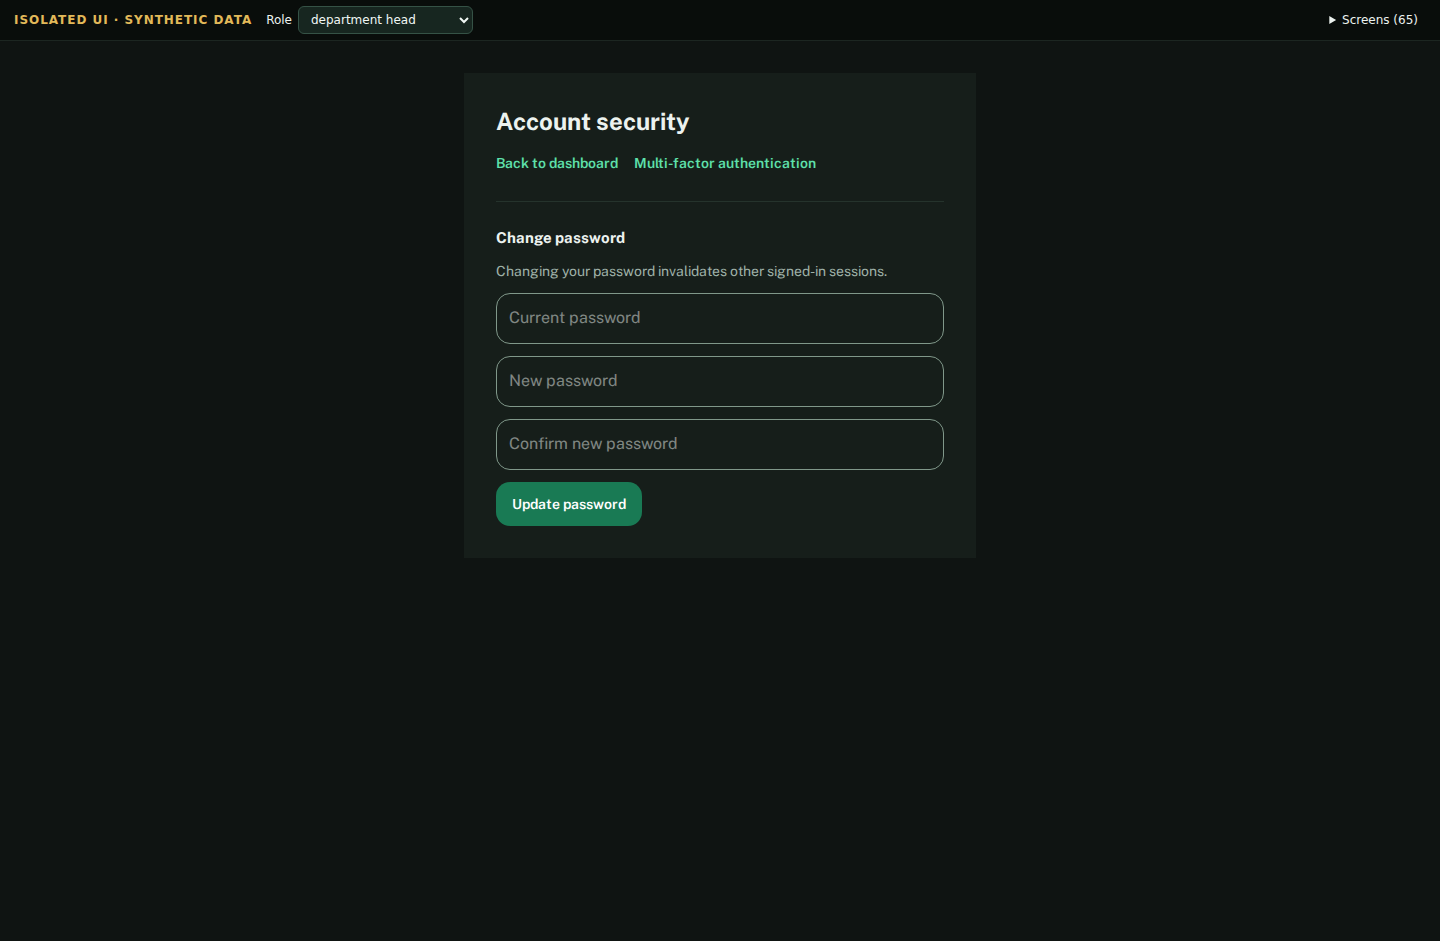 ISOLATED UI · SYNTHETIC DATA Role department head Screens (65)
Account security
Back to dashboard Multi-factor authentication
Change password
Changing your password invalidates other signed-in sessions.
Current password
New password
Confirm new password
Update password